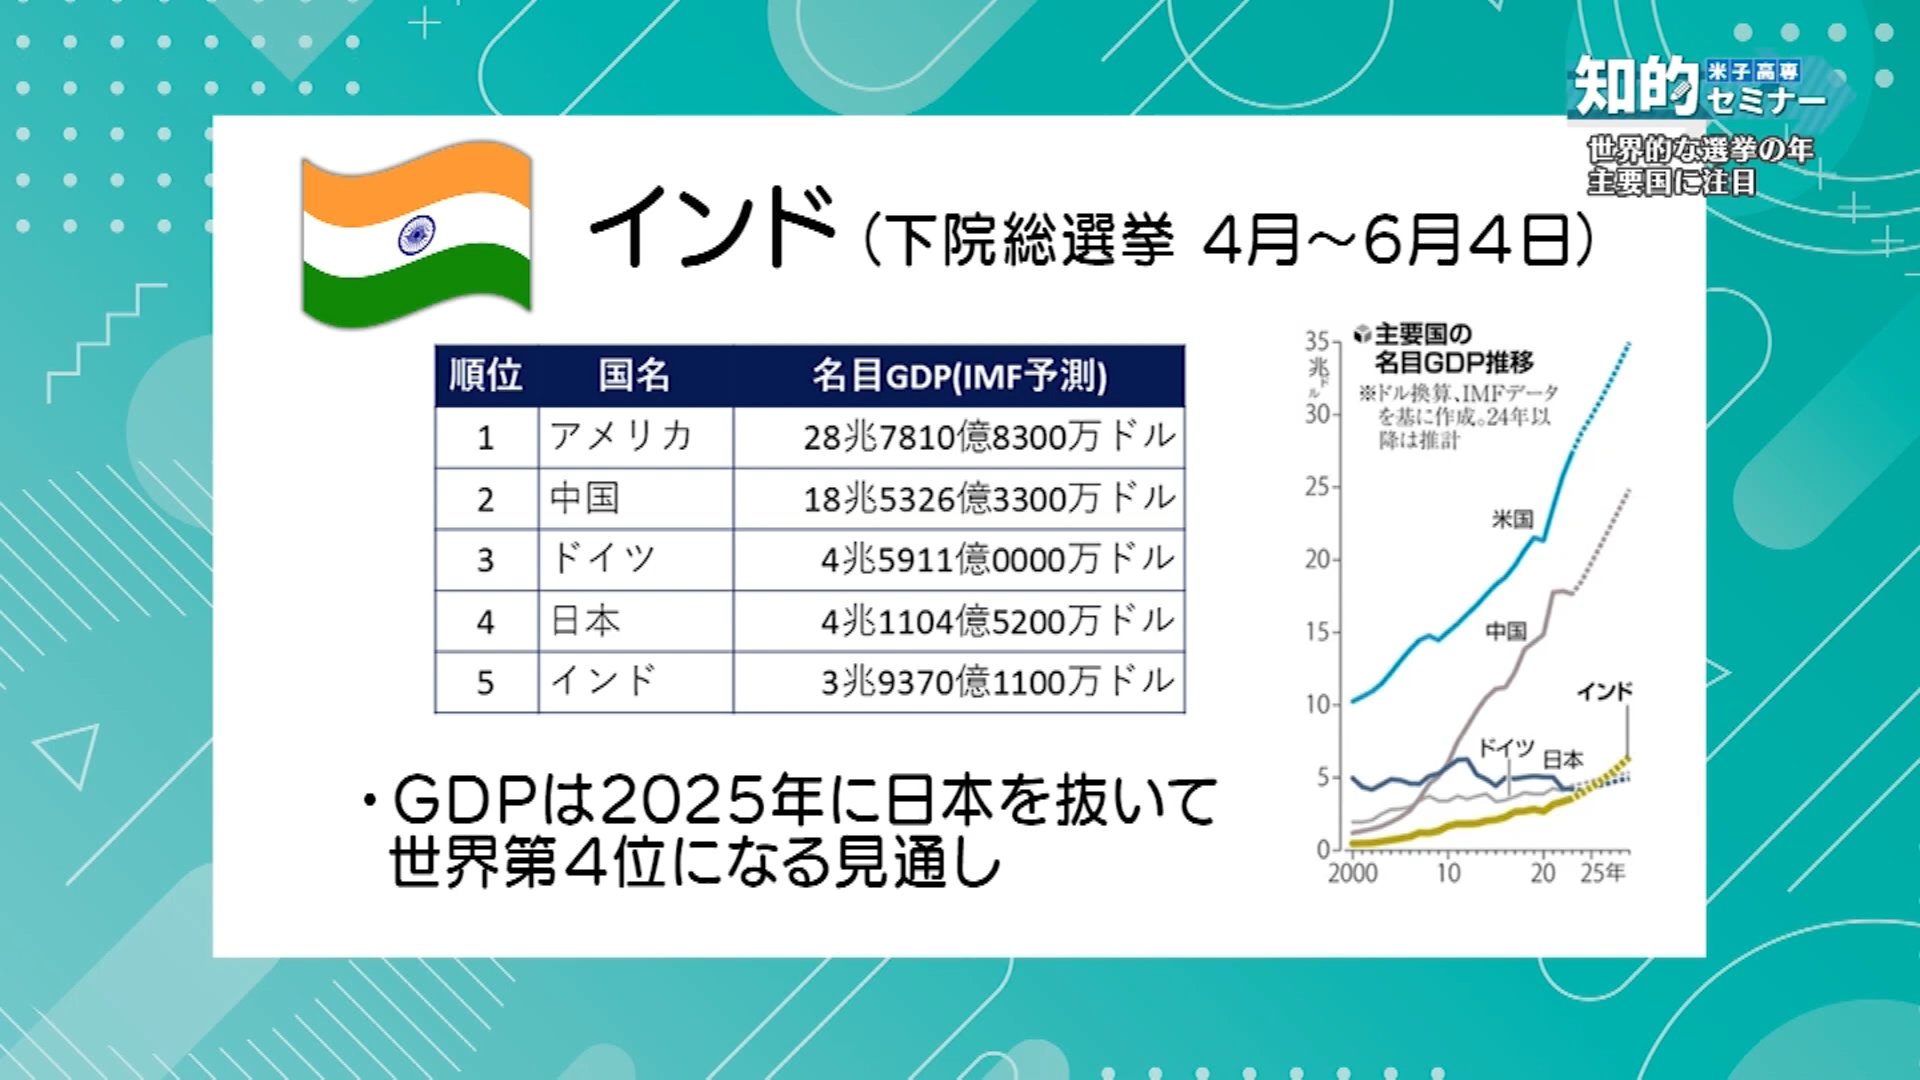 知的 米子高専
セミナー
世界的な選挙の年
主要国に注目
インド（下院総選挙 4月～6月4日）
順位 国名 名目GDP(IMF予測)
1 アメリカ 28兆7810億8300万ドル
2 中国 18兆5326億3300万ドル
3 ドイツ 4兆5911億0000万ドル
4 日本 4兆1104億5200万ドル
5 インド 3兆9370億1100万ドル
・GDPは2025年に日本を抜いて
世界第4位になる見通し
主要国の
名目GDP推移
※ドル換算、IMFデータ
を基に作成。24年以
降は推計
35
兆ドル
30
25
20
15
10
5
0
米国
中国
インド
ドイツ
日本
2000 10 20 25年